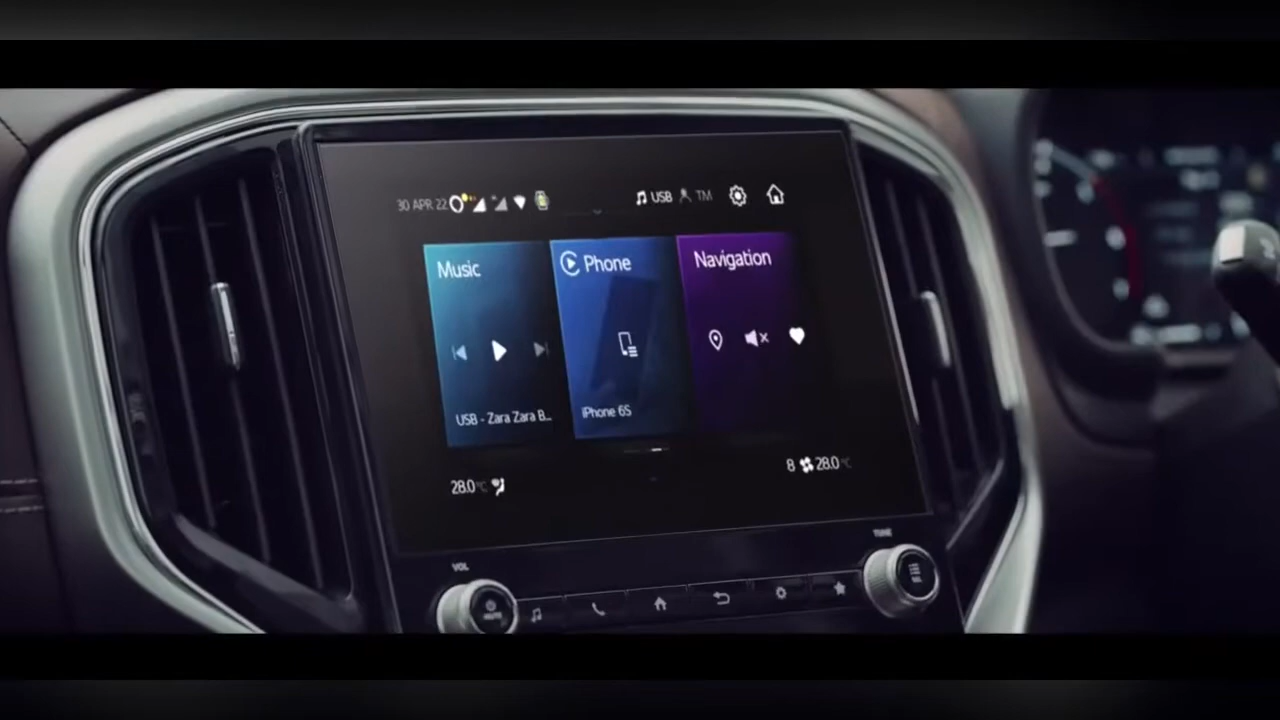 30 APR 22
USB TM
Music
Phone
Navigation
USB - Zara Zara B...
iPhone 6S
28.0°C
8 28.0°C
VOL
TUNE
MUTE